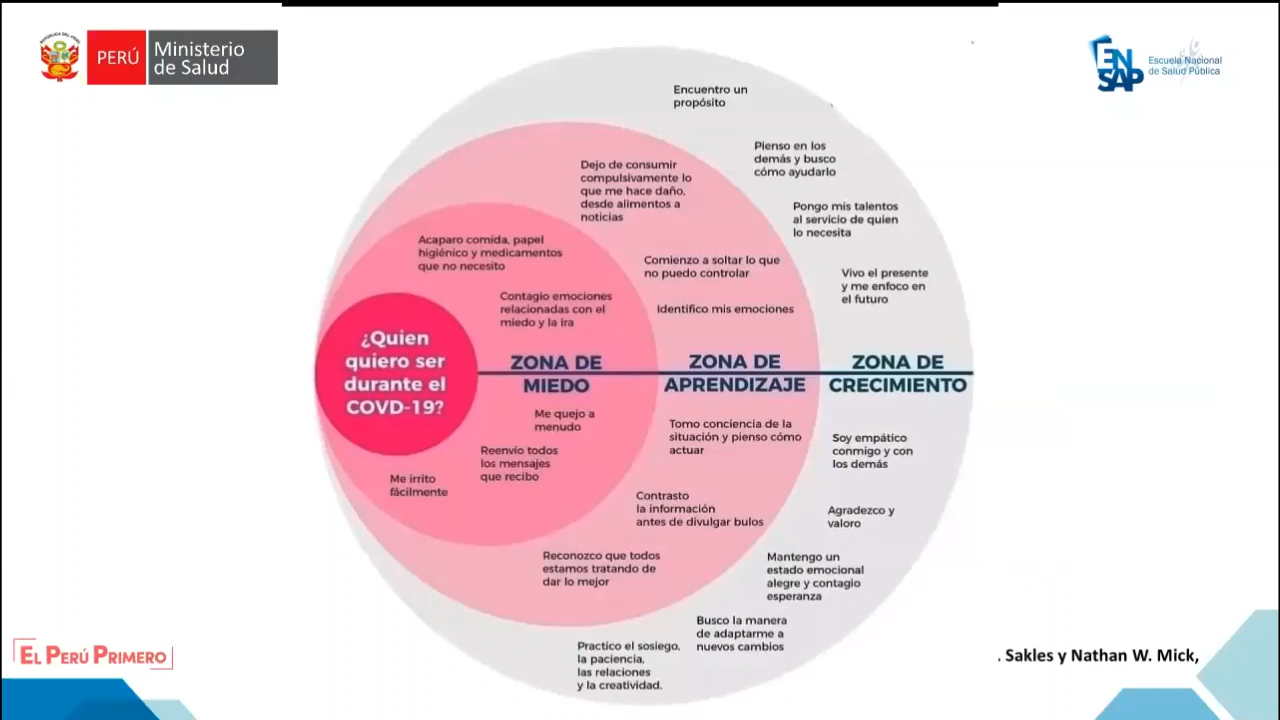 PERÚ
Ministerio
de Salud
REPÚBLICA DEL PERÚ
ENSAP
Escuela Nacional
de Salud Pública
Encuentro un
propósito
Pienso en los
demás y busco
cómo ayudarlo
Pongo mis talentos
al servicio de quien
lo necesita
Vivo el presente
y me enfoco en
el futuro
Dejo de consumir
compulsivamente lo
que me hace daño,
desde alimentos a
noticias
Comienzo a soltar lo que
no puedo controlar
Identifico mis emociones
Acaparo comida, papel
higiénico y medicamentos
que no necesito
Contagio emociones
relacionadas con el
miedo y la ira
¿Quien
quiero ser
durante el
COVD-19?
ZONA DE
MIEDO
ZONA DE
APRENDIZAJE
ZONA DE
CRECIMIENTO
Me quejo a
menudo
Reenvío todos
los mensajes
que recibo
Me irrito
fácilmente
Tomo conciencia de la
situación y pienso cómo
actuar
Contrasto
la información
antes de divulgar bulos
Reconozco que todos
estamos tratando de
dar lo mejor
Soy empático
conmigo y con
los demás
Agradezco y
valoro
Mantengo un
estado emocional
alegre y contagio
esperanza
Busco la manera
de adaptarme a
nuevos cambios
Practico el sosiego,
la paciencia,
las relaciones
y la creatividad.
EL PERÚ PRIMERO
. Sakles y Nathan W. Mick,